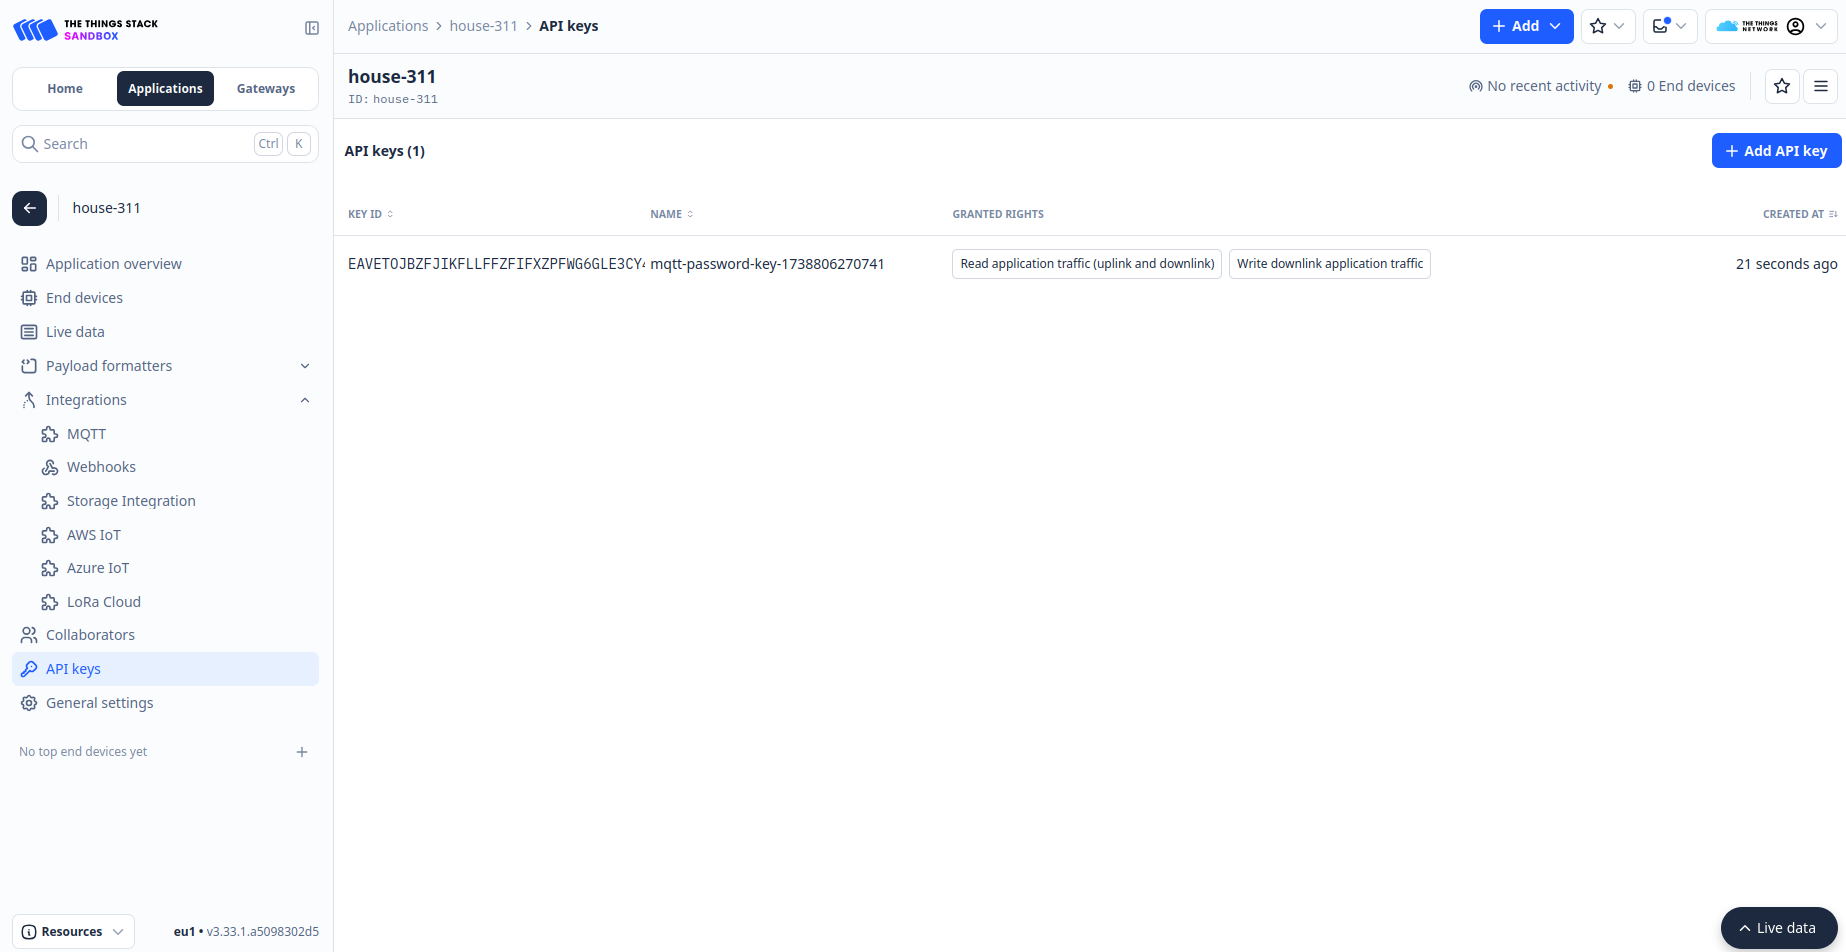 THE THINGS STACK
SANDBOX
Home
Applications
Gateways
Search
Ctrl
K
house-311
Application overview
End devices
Live data
Payload formatters
Integrations
MQTT
Webhooks
Storage Integration
AWS IoT
Azure IoT
LoRa Cloud
Collaborators
API keys
General settings
No top end devices yet
Resources
eu1 • v3.33.1.a5098302d5
Applications > house-311 > API keys
Add
THE THINGS
NETWORK
house-311
ID: house-311
No recent activity
0 End devices
API keys (1)
Add API key
KEY ID
NAME
GRANTED RIGHTS
CREATED AT
EAVETOJBZFJIKFLLFFZFIFXZPFWG6GLE3CY
mqtt-password-key-1738806270741
Read application traffic (uplink and downlink)
Write downlink application traffic
21 seconds ago
Live data